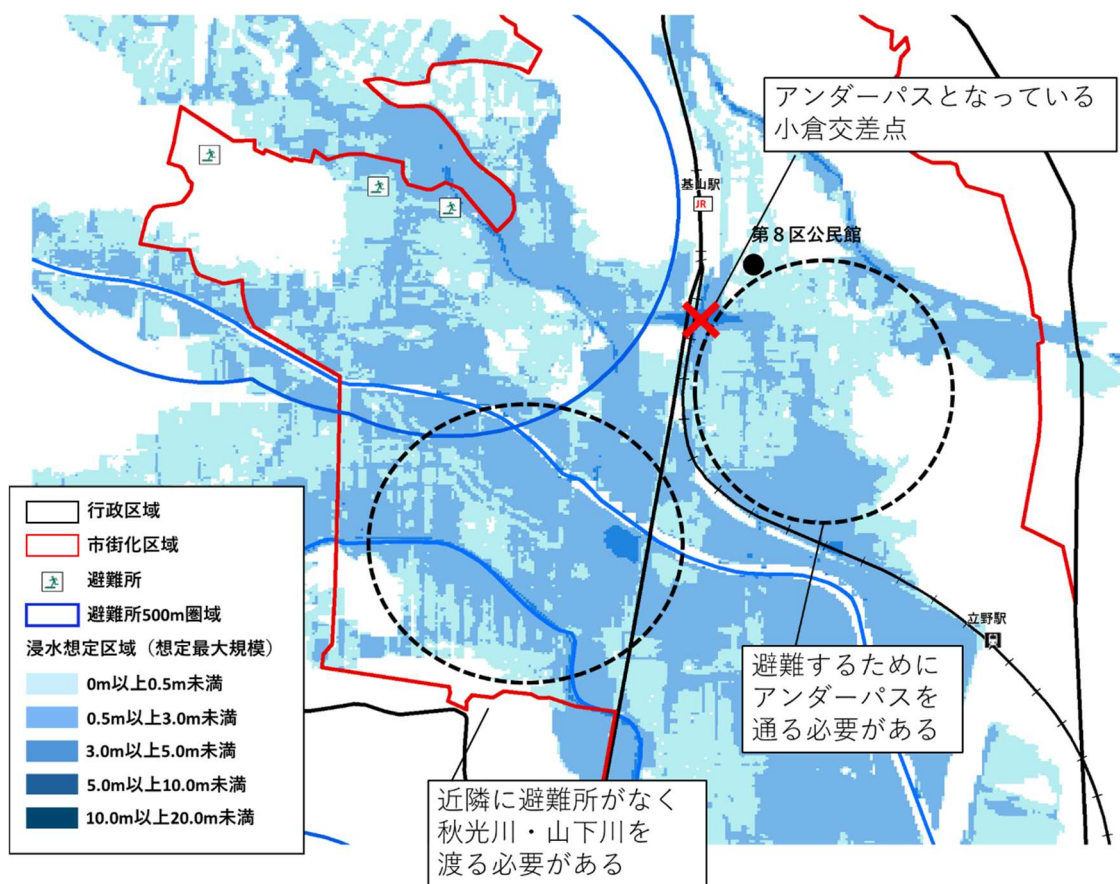 アンダーパスとなっている
小倉交差点
基山駅
JR
第8区公民館
行政区域
市街化区域
避難所
避難所500m圏域
浸水想定区域（想定最大規模）
0m以上0.5m未満
0.5m以上3.0m未満
3.0m以上5.0m未満
5.0m以上10.0m未満
10.0m以上20.0m未満
立野駅
避難するために
アンダーパスを
通る必要がある
近隣に避難所がなく
秋光川・山下川を
渡る必要がある